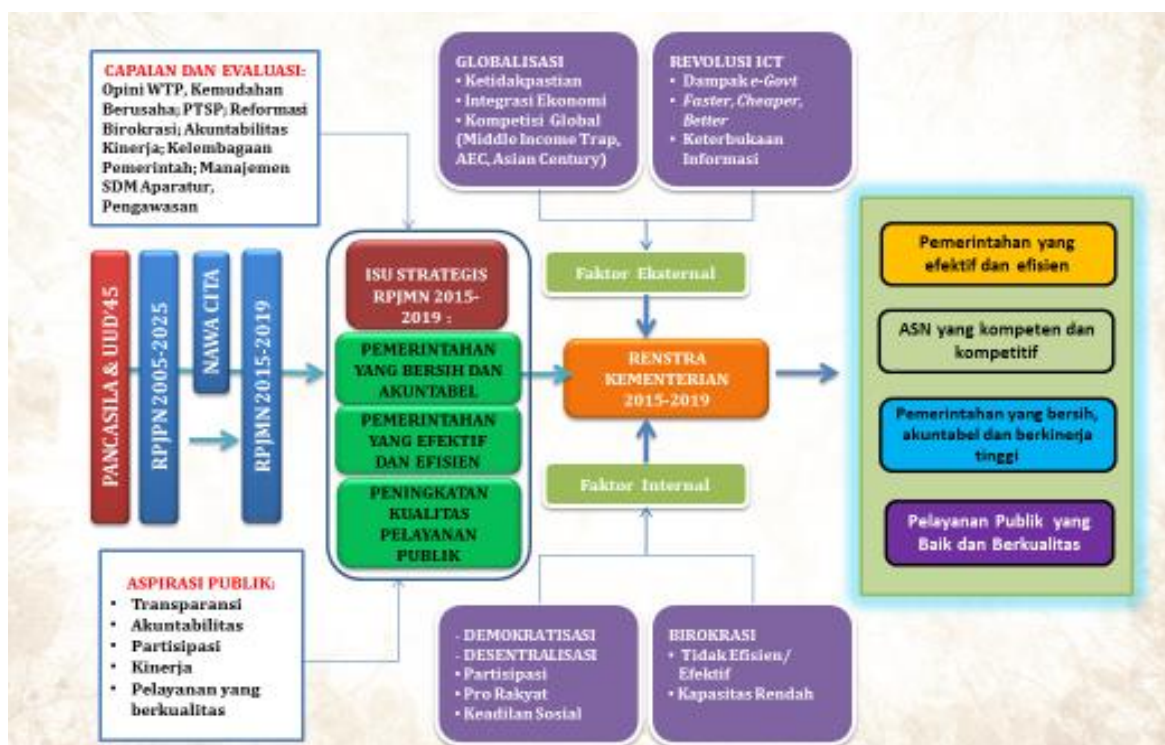 CAPAIAN DAN EVALUASI:
Opini WTP, Kemudahan
Berusaha; PTSP; Reformasi
Birokrasi; Akuntabilitas
Kinerja; Kelembagaan
Pemerintah; Manajemen
SDM Aparatur,
Pengawasan
GLOBALISASI
• Ketidakpastian
• Integrasi Ekonomi
• Kompetisi Global
(Middle Income Trap,
AEC, Asian Century)
REVOLUSI ICT
• Dampak e-Govt
• Faster, Cheaper,
Better
• Keterbukaan
Informasi
PANCASILA & UUD'45
RPJPN 2005-2025
NAWA CITA
RPJMN 2015-2019
ISU STRATEGIS
RPJMN 2015-
2019 :
PEMERINTAHAN
YANG BERSIH DAN
AKUNTABEL
PEMERINTAHAN
YANG EFEKTIF
DAN EFISIEN
PENINGKATAN
KUALITAS
PELAYANAN
PUBLIK
Faktor Eksternal
RENSTRA
KEMENTERIAN
2015-2019
Faktor Internal
Pemerintahan yang
efektif dan efisien
ASN yang kompeten dan
kompetitif
Pemerintahan yang bersih,
akuntabel dan berkinerja
tinggi
Pelayanan Publik yang
Baik dan Berkualitas
ASPIRASI PUBLIK:
• Transparansi
• Akuntabilitas
• Partisipasi
• Kinerja
• Pelayanan yang
berkualitas
- DEMOKRATISASI
- DESENTRALISASI
• Partisipasi
• Pro Rakyat
• Keadilan Sosial
BIROKRASI
• Tidak Efisien/
Efektif
• Kapasitas Rendah